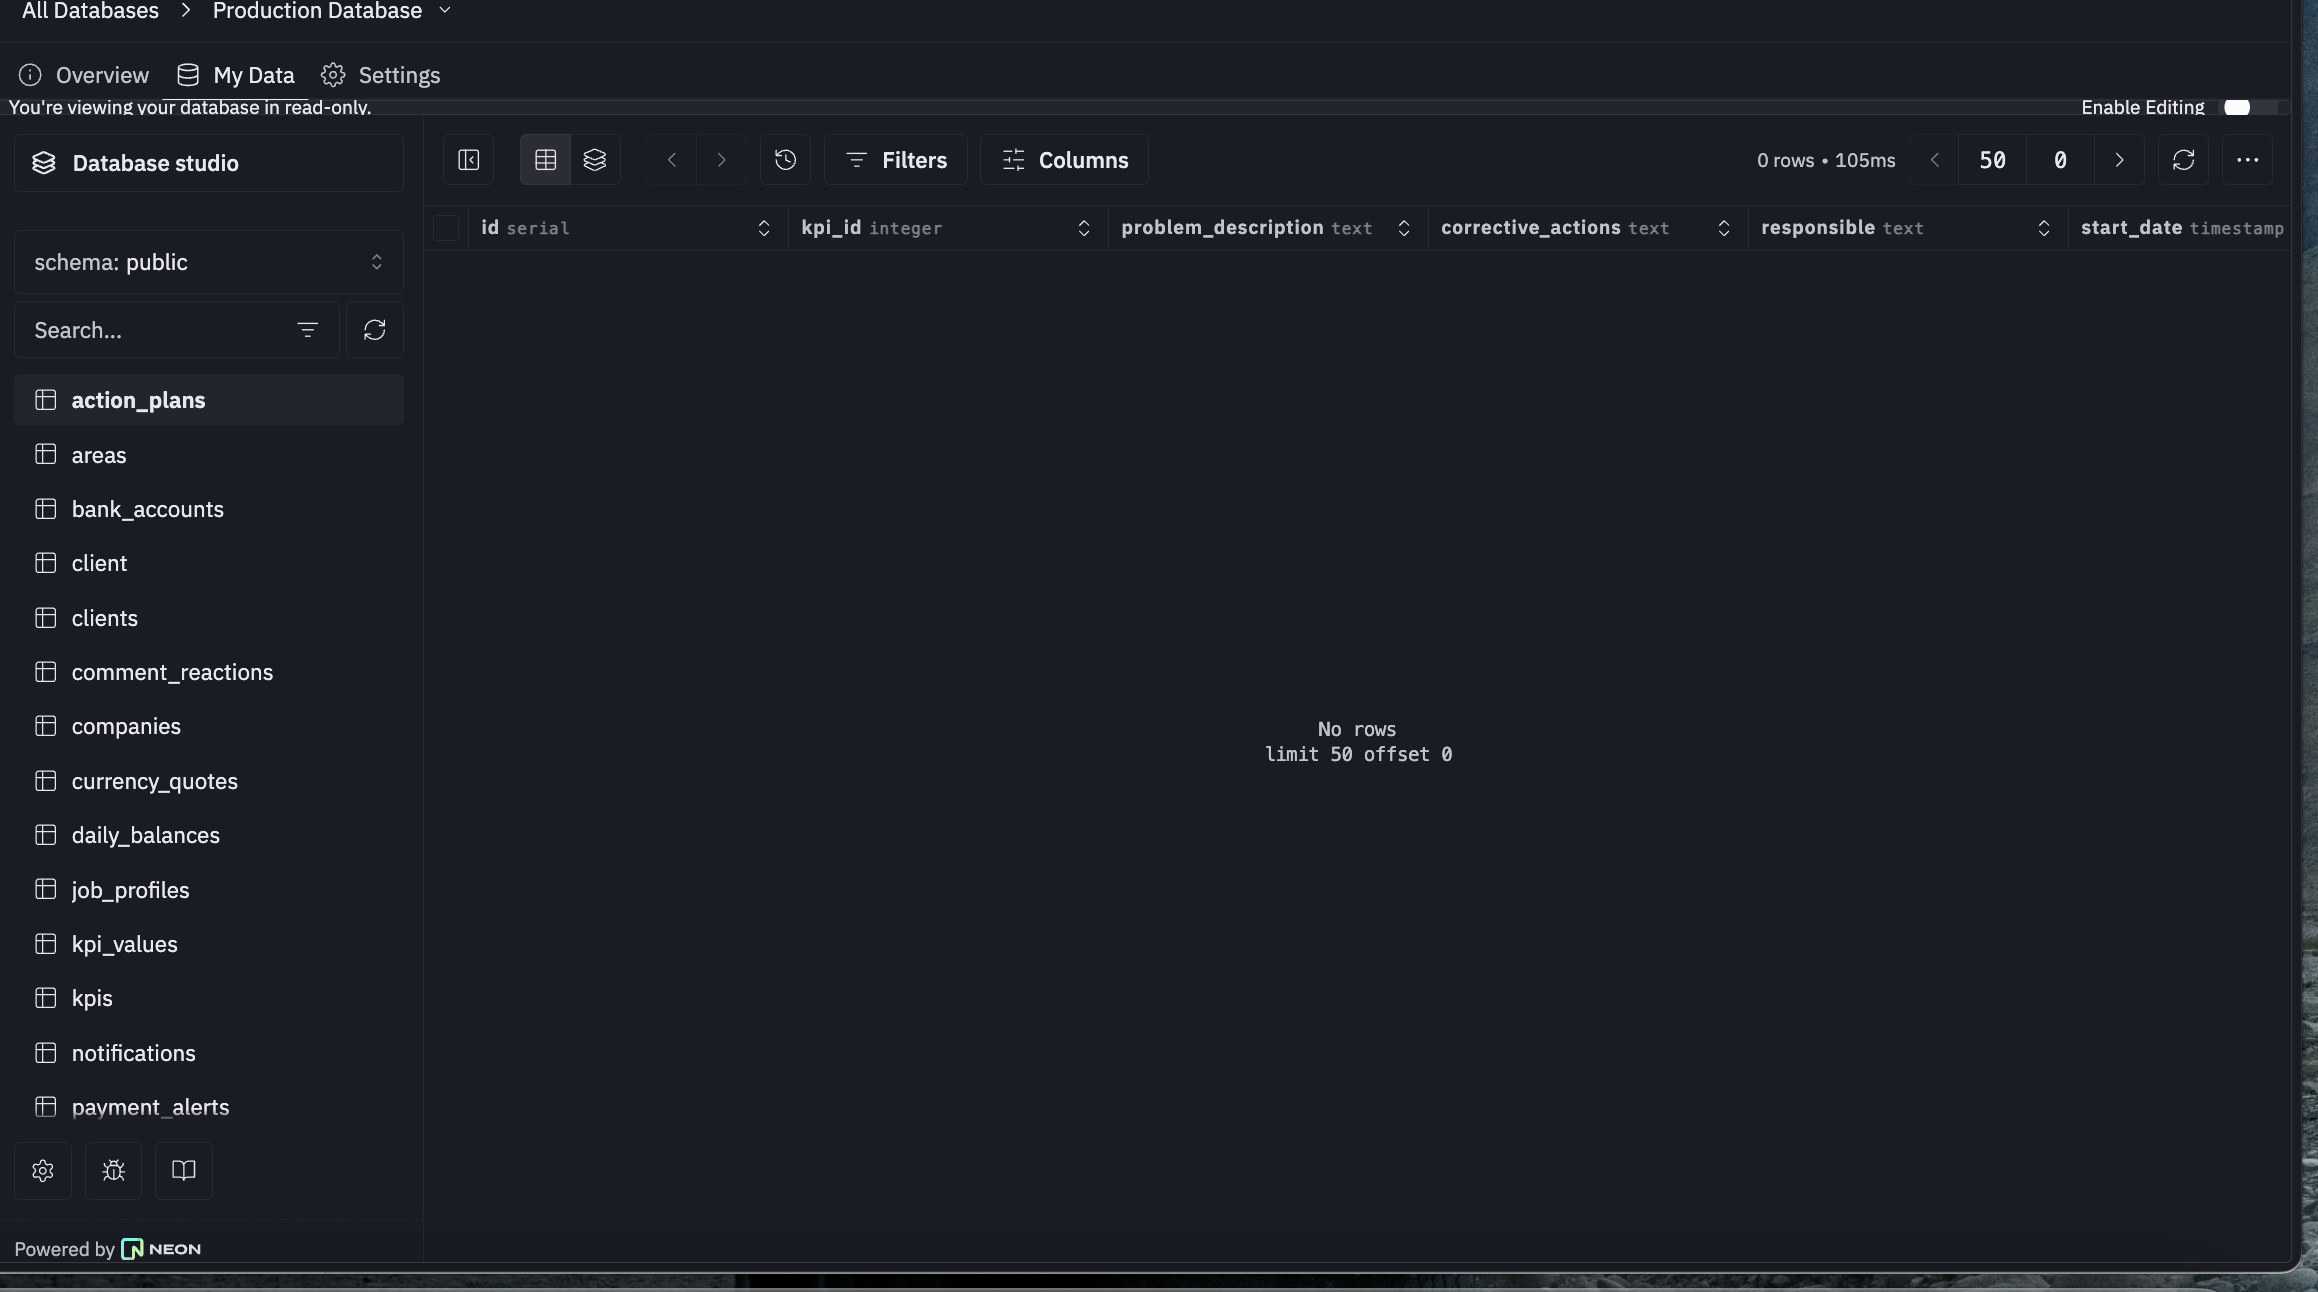 All Databases > Production Database
Overview My Data Settings
You're viewing your database in read-only.
Enable Editing
Database studio
Filters Columns
0 rows • 105ms 50 0
id serial kpi_id integer problem_description text corrective_actions text responsible text start_date timestamp
schema: public
Search...
action_plans
areas
bank_accounts
client
clients
comment_reactions
companies
currency_quotes
daily_balances
job_profiles
kpi_values
kpis
notifications
payment_alerts
No rows
limit 50 offset 0
Powered by NEON